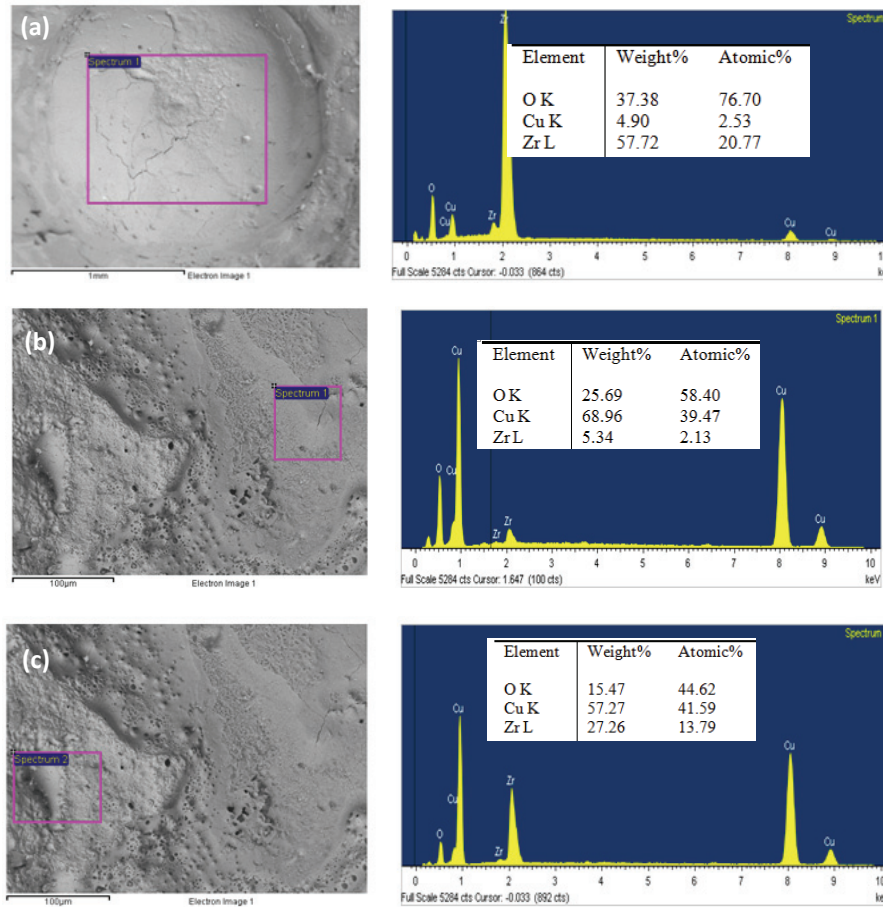 (a)
Spectrum 1
1mm Electron Image 1
Spectrum
Zr
Element Weight% Atomic%
O K 37.38 76.70
Cu K 4.90 2.53
Zr L 57.72 20.77
O
Cu
Cu
Zr
Cu
Cu
0 1 2 3 4 5 6 7 8 9 10
Full Scale 5284 cts Cursor: -0.033 (864 cts) ke
(b)
Spectrum 1
100µm Electron Image 1
Spectrum 1
Element Weight% Atomic%
O K 25.69 58.40
Cu K 68.96 39.47
Zr L 5.34 2.13
Cu
O
Cu
Zr
Zr
Cu
Cu
0 1 2 3 4 5 6 7 8 9 10
Full Scale 5284 cts Cursor: 1.647 (100 cts) keV
(c)
Spectrum 2
100µm Electron Image 1
Spectrum
Element Weight% Atomic%
O K 15.47 44.62
Cu K 57.27 41.59
Zr L 27.26 13.79
Cu
Cu
O
Zr
Zr
Cu
Cu
0 1 2 3 4 5 6 7 8 9 10
Full Scale 5284 cts Cursor: -0.033 (892 cts) ke